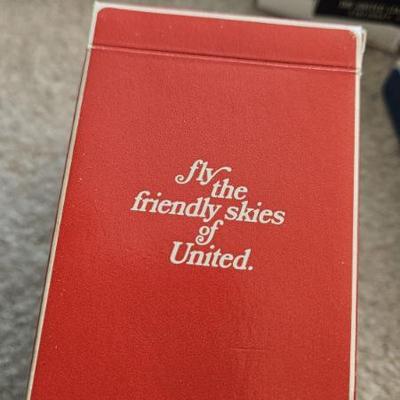 fly
the
friendly skies
of
United.